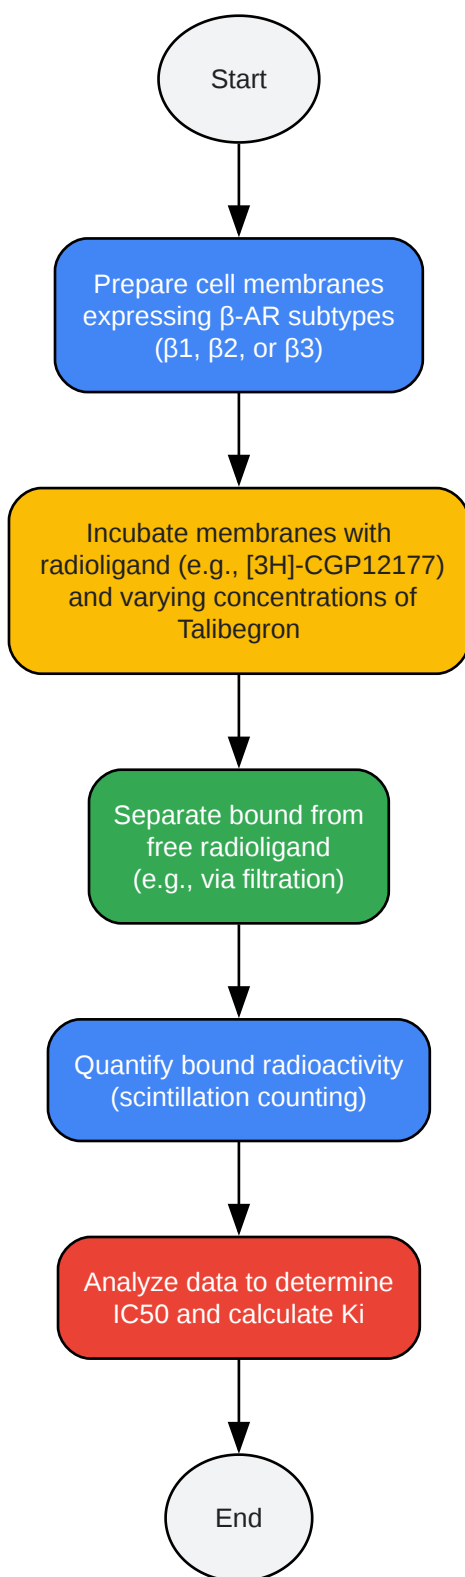 Start
Prepare cell membranes
expressing β-AR subtypes
(β1, β2, or β3)
Incubate membranes with
radioligand (e.g., [3H]-CGP12177)
and varying concentrations of
Talibegron
Separate bound from
free radioligand
(e.g., via filtration)
Quantify bound radioactivity
(scintillation counting)
Analyze data to determine
IC50 and calculate Ki
End